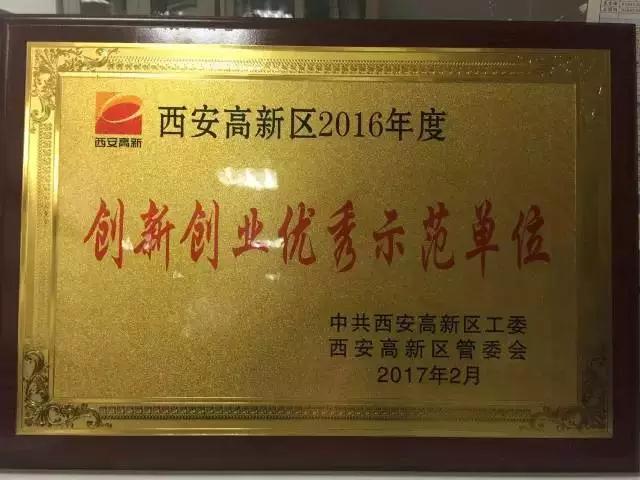 西安高新
西安高新区2016年度
创新创业优秀示范单位
中共西安高新区工委
西安高新区管委会
2017年2月